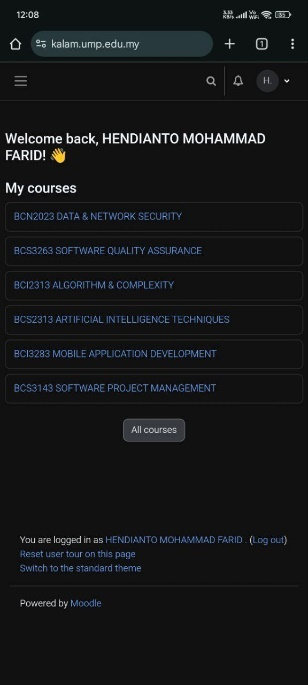 12:08
kalam.ump.edu.my
1
H.
Welcome back, HENDIANTO MOHAMMAD
FARID! 👋
My courses
BCN2023 DATA & NETWORK SECURITY
BCS3263 SOFTWARE QUALITY ASSURANCE
BCI2313 ALGORITHM & COMPLEXITY
BCS2313 ARTIFICIAL INTELLIGENCE TECHNIQUES
BCI3283 MOBILE APPLICATION DEVELOPMENT
BCS3143 SOFTWARE PROJECT MANAGEMENT
All courses
You are logged in as HENDIANTO MOHAMMAD FARID . (Log out)
Reset user tour on this page
Switch to the standard theme
Powered by Moodle